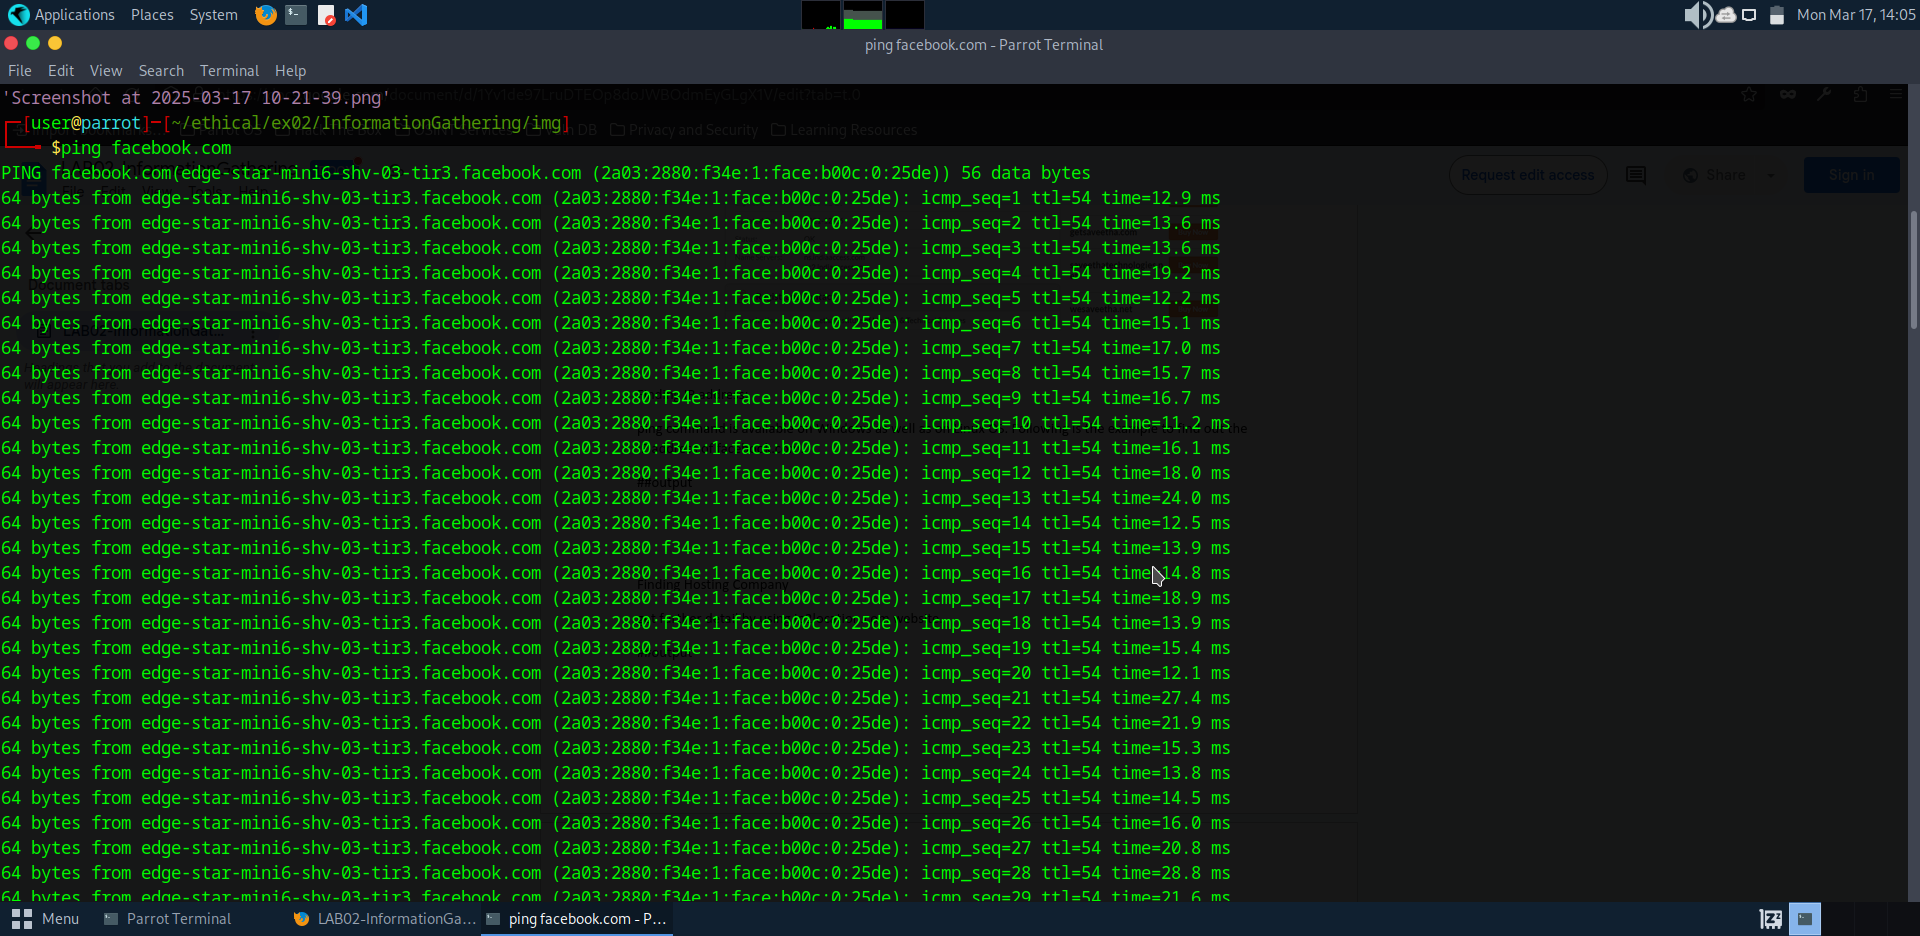 Applications Places System Mon Mar 17, 14:05
ping facebook.com - Parrot Terminal
File Edit View Search Terminal Help
'Screenshot at 2025-03-17 10-21-39.png'
[user@parrot]─[~/ethical/ex02/InformationGathering/img]
$ping facebook.com
PING facebook.com(edge-star-mini6-shv-03-tir3.facebook.com (2a03:2880:f34e:1:face:b00c:0:25de)) 56 data bytes
64 bytes from edge-star-mini6-shv-03-tir3.facebook.com (2a03:2880:f34e:1:face:b00c:0:25de): icmp_seq=1 ttl=54 time=12.9 ms
64 bytes from edge-star-mini6-shv-03-tir3.facebook.com (2a03:2880:f34e:1:face:b00c:0:25de): icmp_seq=2 ttl=54 time=13.6 ms
64 bytes from edge-star-mini6-shv-03-tir3.facebook.com (2a03:2880:f34e:1:face:b00c:0:25de): icmp_seq=3 ttl=54 time=13.6 ms
64 bytes from edge-star-mini6-shv-03-tir3.facebook.com (2a03:2880:f34e:1:face:b00c:0:25de): icmp_seq=4 ttl=54 time=19.2 ms
64 bytes from edge-star-mini6-shv-03-tir3.facebook.com (2a03:2880:f34e:1:face:b00c:0:25de): icmp_seq=5 ttl=54 time=12.2 ms
64 bytes from edge-star-mini6-shv-03-tir3.facebook.com (2a03:2880:f34e:1:face:b00c:0:25de): icmp_seq=6 ttl=54 time=15.1 ms
64 bytes from edge-star-mini6-shv-03-tir3.facebook.com (2a03:2880:f34e:1:face:b00c:0:25de): icmp_seq=7 ttl=54 time=17.0 ms
64 bytes from edge-star-mini6-shv-03-tir3.facebook.com (2a03:2880:f34e:1:face:b00c:0:25de): icmp_seq=8 ttl=54 time=15.7 ms
64 bytes from edge-star-mini6-shv-03-tir3.facebook.com (2a03:2880:f34e:1:face:b00c:0:25de): icmp_seq=9 ttl=54 time=16.7 ms
64 bytes from edge-star-mini6-shv-03-tir3.facebook.com (2a03:2880:f34e:1:face:b00c:0:25de): icmp_seq=10 ttl=54 time=11.2 ms
64 bytes from edge-star-mini6-shv-03-tir3.facebook.com (2a03:2880:f34e:1:face:b00c:0:25de): icmp_seq=11 ttl=54 time=16.1 ms
64 bytes from edge-star-mini6-shv-03-tir3.facebook.com (2a03:2880:f34e:1:face:b00c:0:25de): icmp_seq=12 ttl=54 time=18.0 ms
64 bytes from edge-star-mini6-shv-03-tir3.facebook.com (2a03:2880:f34e:1:face:b00c:0:25de): icmp_seq=13 ttl=54 time=24.0 ms
64 bytes from edge-star-mini6-shv-03-tir3.facebook.com (2a03:2880:f34e:1:face:b00c:0:25de): icmp_seq=14 ttl=54 time=12.5 ms
64 bytes from edge-star-mini6-shv-03-tir3.facebook.com (2a03:2880:f34e:1:face:b00c:0:25de): icmp_seq=15 ttl=54 time=13.9 ms
64 bytes from edge-star-mini6-shv-03-tir3.facebook.com (2a03:2880:f34e:1:face:b00c:0:25de): icmp_seq=16 ttl=54 time=14.8 ms
64 bytes from edge-star-mini6-shv-03-tir3.facebook.com (2a03:2880:f34e:1:face:b00c:0:25de): icmp_seq=17 ttl=54 time=18.9 ms
64 bytes from edge-star-mini6-shv-03-tir3.facebook.com (2a03:2880:f34e:1:face:b00c:0:25de): icmp_seq=18 ttl=54 time=13.9 ms
64 bytes from edge-star-mini6-shv-03-tir3.facebook.com (2a03:2880:f34e:1:face:b00c:0:25de): icmp_seq=19 ttl=54 time=15.4 ms
64 bytes from edge-star-mini6-shv-03-tir3.facebook.com (2a03:2880:f34e:1:face:b00c:0:25de): icmp_seq=20 ttl=54 time=12.1 ms
64 bytes from edge-star-mini6-shv-03-tir3.facebook.com (2a03:2880:f34e:1:face:b00c:0:25de): icmp_seq=21 ttl=54 time=27.4 ms
64 bytes from edge-star-mini6-shv-03-tir3.facebook.com (2a03:2880:f34e:1:face:b00c:0:25de): icmp_seq=22 ttl=54 time=21.9 ms
64 bytes from edge-star-mini6-shv-03-tir3.facebook.com (2a03:2880:f34e:1:face:b00c:0:25de): icmp_seq=23 ttl=54 time=15.3 ms
64 bytes from edge-star-mini6-shv-03-tir3.facebook.com (2a03:2880:f34e:1:face:b00c:0:25de): icmp_seq=24 ttl=54 time=13.8 ms
64 bytes from edge-star-mini6-shv-03-tir3.facebook.com (2a03:2880:f34e:1:face:b00c:0:25de): icmp_seq=25 ttl=54 time=14.5 ms
64 bytes from edge-star-mini6-shv-03-tir3.facebook.com (2a03:2880:f34e:1:face:b00c:0:25de): icmp_seq=26 ttl=54 time=16.0 ms
64 bytes from edge-star-mini6-shv-03-tir3.facebook.com (2a03:2880:f34e:1:face:b00c:0:25de): icmp_seq=27 ttl=54 time=20.8 ms
64 bytes from edge-star-mini6-shv-03-tir3.facebook.com (2a03:2880:f34e:1:face:b00c:0:25de): icmp_seq=28 ttl=54 time=28.8 ms
64 bytes from edge-star-mini6-shv-03-tir3.facebook.com (2a03:2880:f34e:1:face:b00c:0:25de): icmp_seq=29 ttl=54 time=21.6 ms
Privacy and Security Learning Resources
Request edit access Share Sign in
Document tabs
Finding Hosting Company
Menu Parrot Terminal LAB02-InformationGa... ping facebook.com - P...